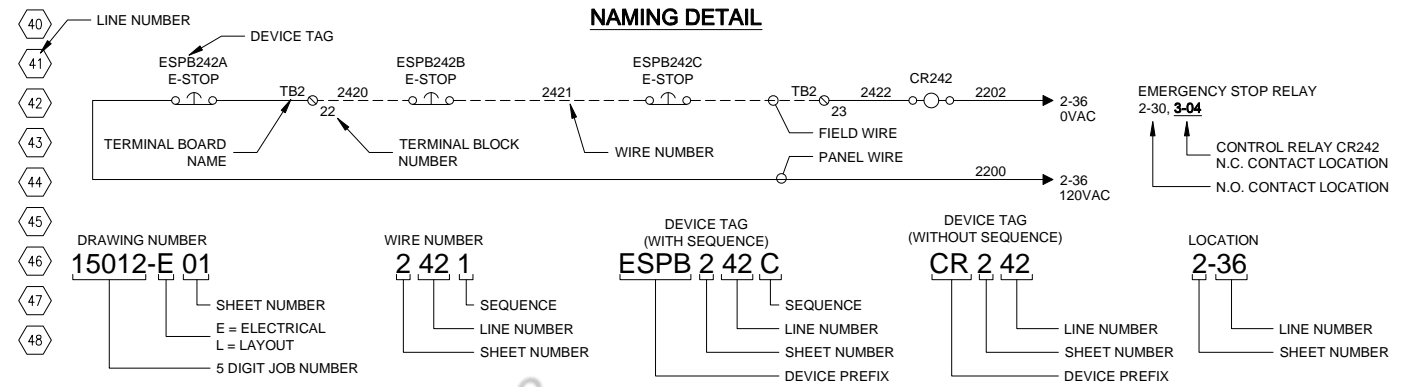 NAMING DETAIL
40
LINE NUMBER
41
DEVICE TAG
ESPB242A
E-STOP
ESPB242B
E-STOP
ESPB242C
E-STOP
CR242
42
TB2
2420
2421
TB2
2422
2202
2-36
0VAC
22
23
EMERGENCY STOP RELAY
2-30, 3-04
43
TERMINAL BOARD
NAME
TERMINAL BLOCK
NUMBER
WIRE NUMBER
FIELD WIRE
PANEL WIRE
CONTROL RELAY CR242
N.C. CONTACT LOCATION
N.O. CONTACT LOCATION
44
2200
2-36
120VAC
45
DRAWING NUMBER
WIRE NUMBER
DEVICE TAG
(WITH SEQUENCE)
DEVICE TAG
(WITHOUT SEQUENCE)
LOCATION
46
15012-E 01
2 42 1
ESPB 2 42 C
CR 2 42
2-36
47
SHEET NUMBER
E = ELECTRICAL
L = LAYOUT
5 DIGIT JOB NUMBER
SEQUENCE
LINE NUMBER
SHEET NUMBER
SEQUENCE
LINE NUMBER
SHEET NUMBER
DEVICE PREFIX
LINE NUMBER
SHEET NUMBER
DEVICE PREFIX
LINE NUMBER
SHEET NUMBER
48